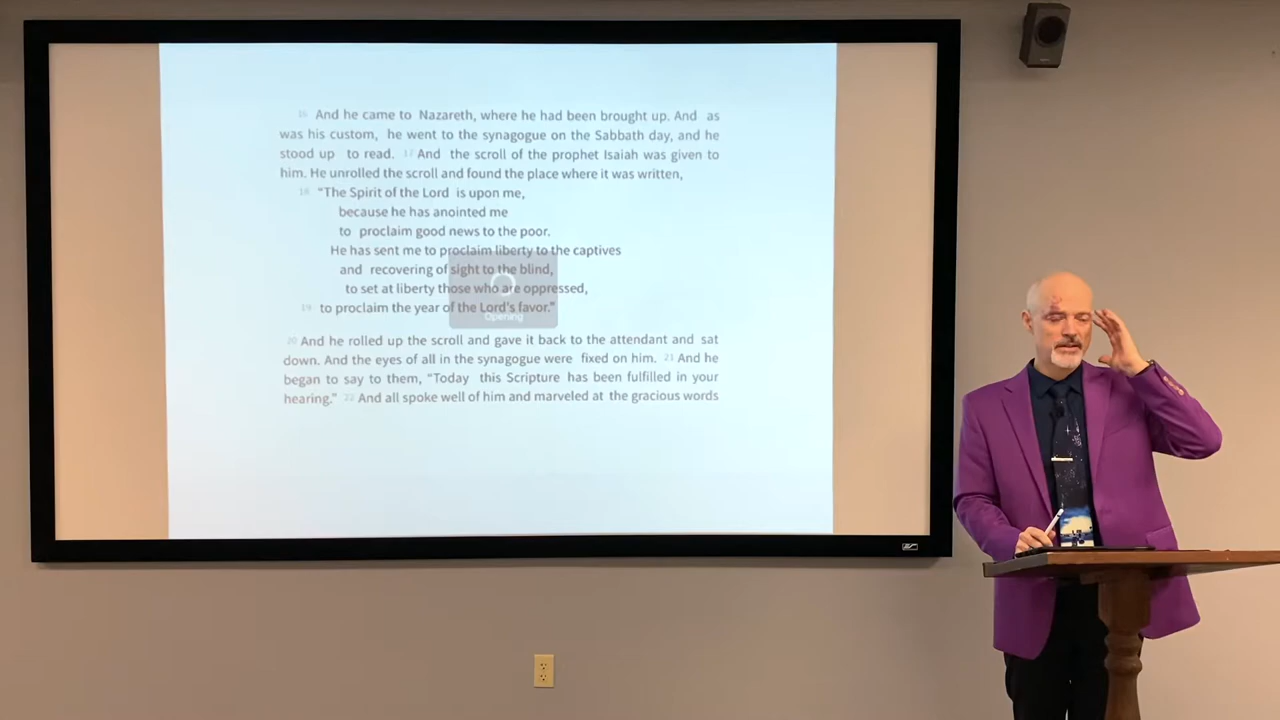 16 And he came to Nazareth, where he had been brought up. And as
was his custom, he went to the synagogue on the Sabbath day, and he
stood up to read. 17 And the scroll of the prophet Isaiah was given to
him. He unrolled the scroll and found the place where it was written,
18 “The Spirit of the Lord is upon me,
because he has anointed me
to proclaim good news to the poor.
He has sent me to proclaim liberty to the captives
and recovering of sight to the blind,
to set at liberty those who are oppressed,
19 to proclaim the year of the Lord’s favor.”
Opening
20 And he rolled up the scroll and gave it back to the attendant and sat
down. And the eyes of all in the synagogue were fixed on him. 21 And he
began to say to them, “Today this Scripture has been fulfilled in your
hearing.” 22 And all spoke well of him and marveled at the gracious words